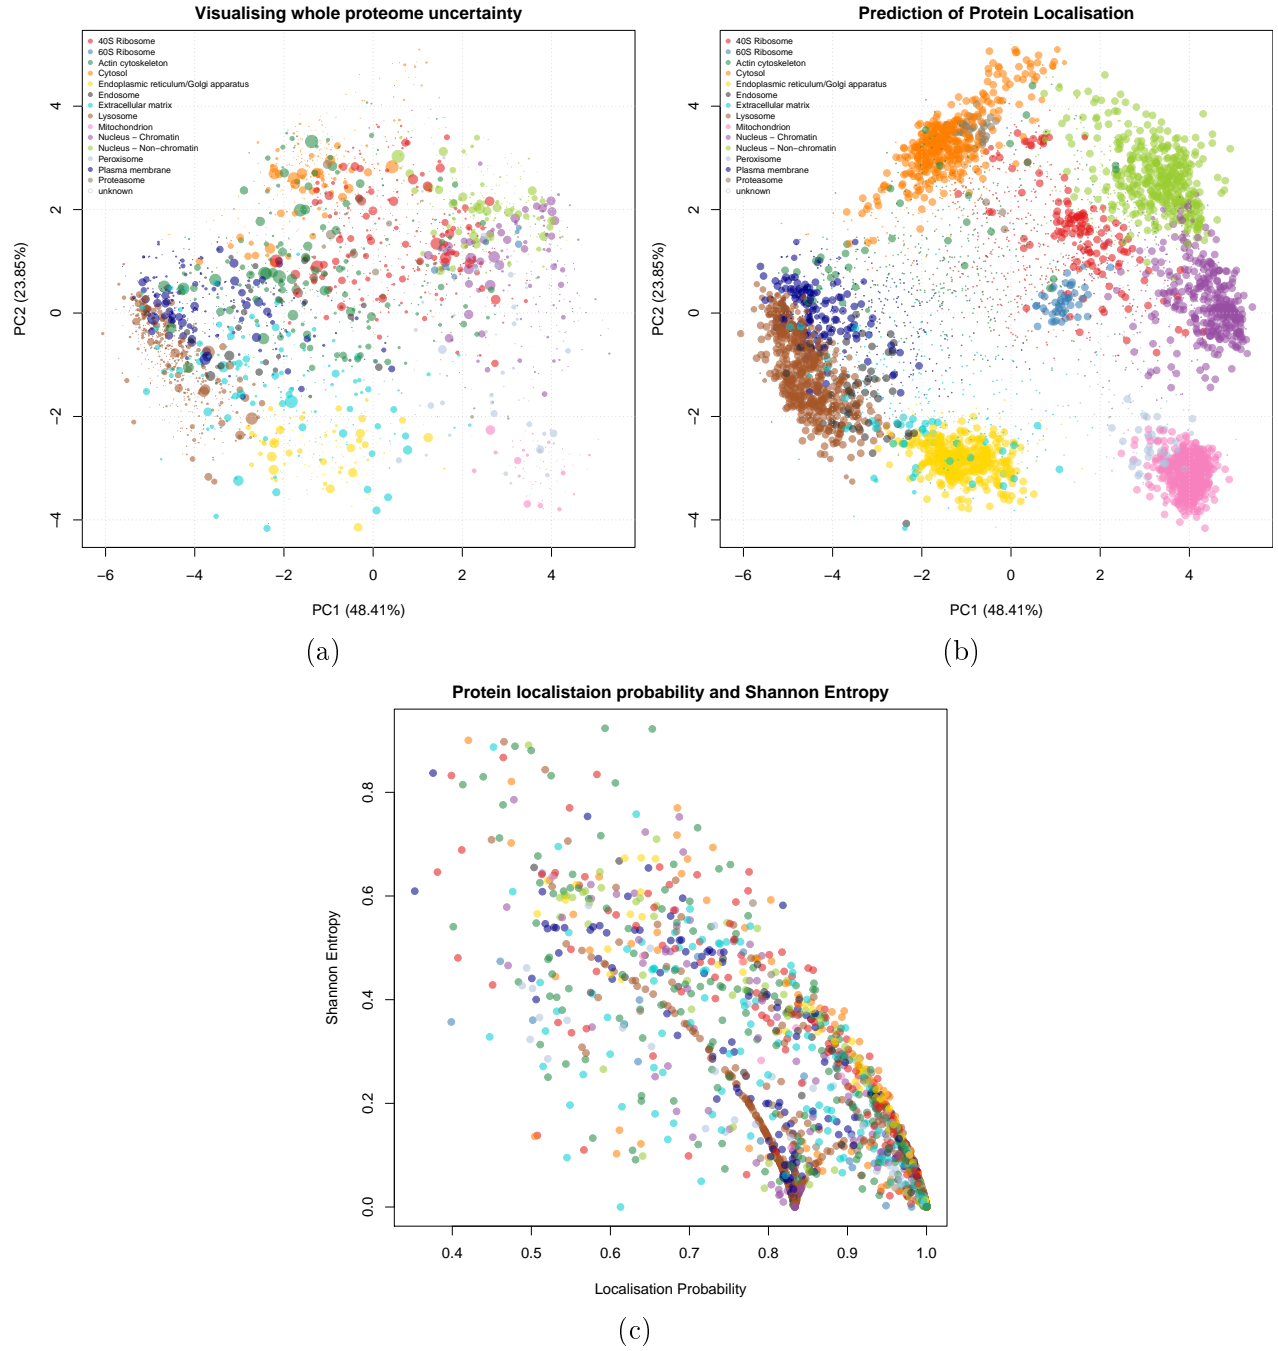 Visualising whole proteome uncertainty
40S Ribosome
60S Ribosome
Actin cytoskeleton
Cytosol
Endoplasmic reticulum/Golgi apparatus
Endosome
Extracellular matrix
Lysosome
Mitochondrion
Nucleus − Chromatin
Nucleus − Non−chromatin
Peroxisome
Plasma membrane
Proteasome
unknown
4
2
0
−2
−4
PC2 (23.85%)
−6 −4 −2 0 2 4
PC1 (48.41%)
(a)
Prediction of Protein Localisation
40S Ribosome
60S Ribosome
Actin cytoskeleton
Cytosol
Endoplasmic reticulum/Golgi apparatus
Endosome
Extracellular matrix
Lysosome
Mitochondrion
Nucleus − Chromatin
Nucleus − Non−chromatin
Peroxisome
Plasma membrane
Proteasome
unknown
4
2
0
−2
−4
PC2 (23.85%)
−6 −4 −2 0 2 4
PC1 (48.41%)
(b)
Protein localistaion probability and Shannon Entropy
0.8
0.6
0.4
0.2
0.0
Shannon Entropy
0.4 0.5 0.6 0.7 0.8 0.9 1.0
Localisation Probability
(c)